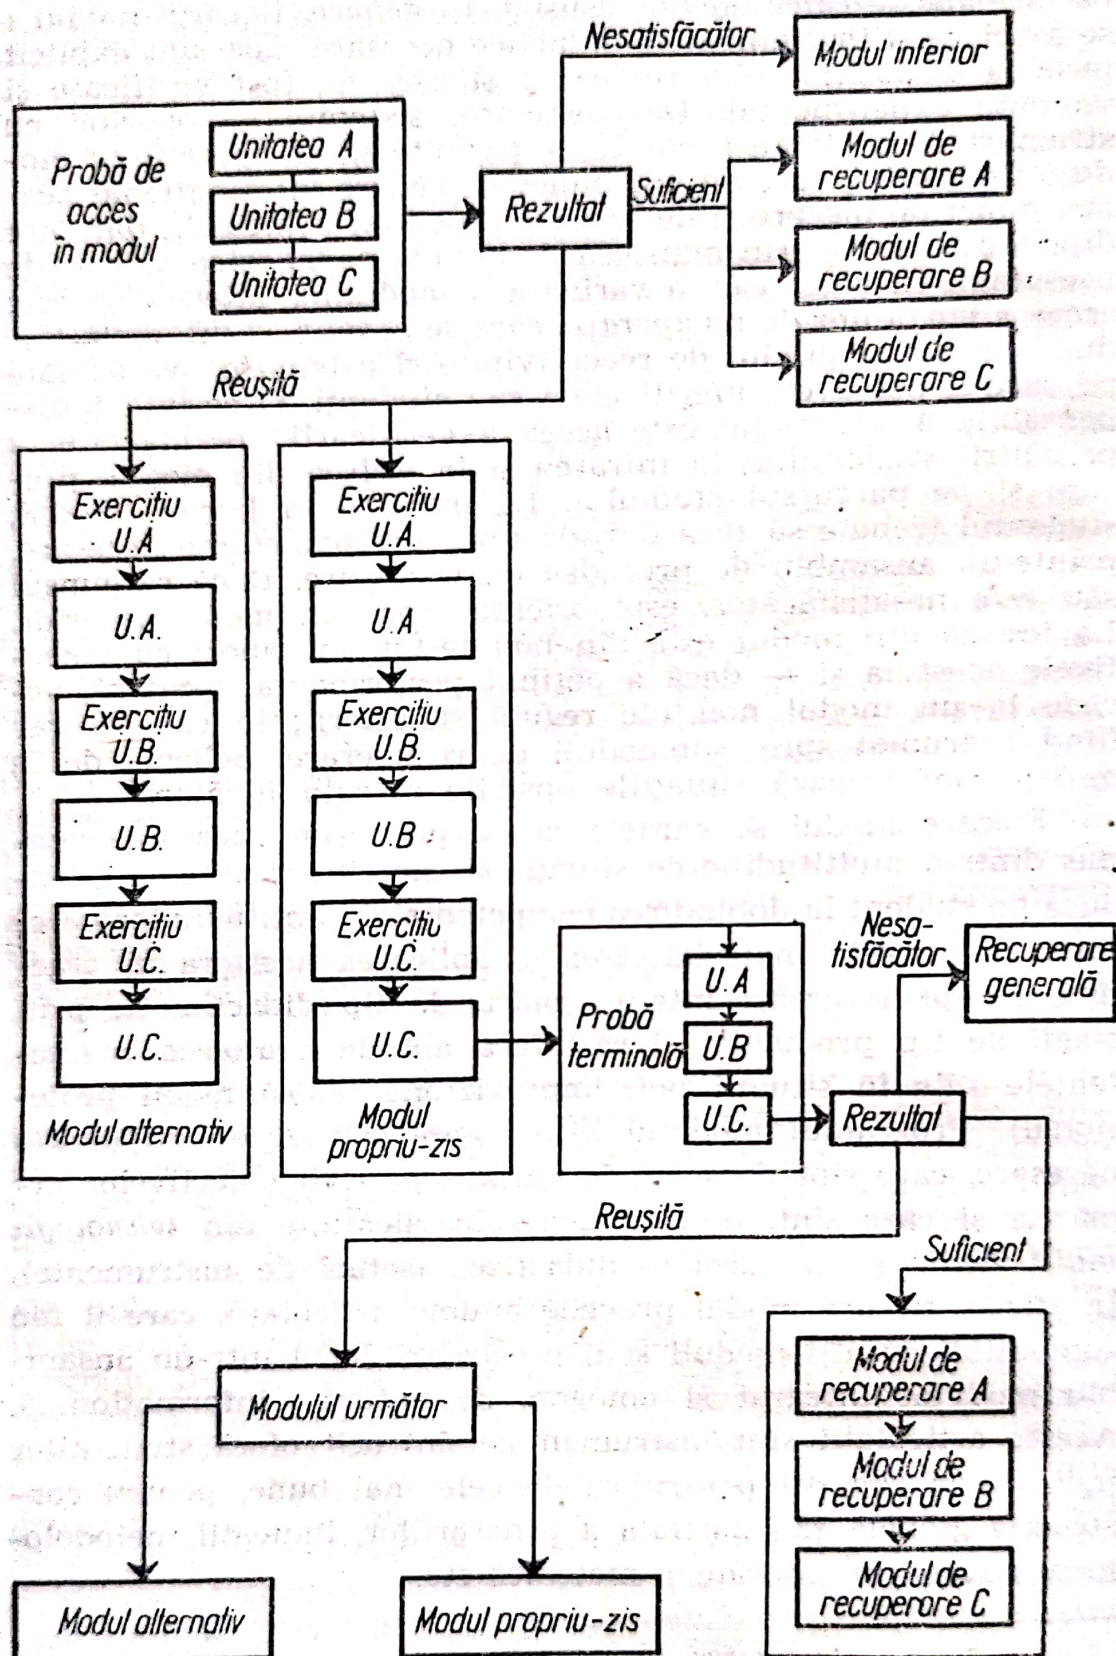 Nesatisfăcător
Modul inferior
Probă de
acces
în modul
Unitatea A
Unitatea B
Unitatea C
Rezultat
Suficient
Modul de
recuperare A
Modul de
recuperare B
Modul de
recuperare C
Reușită
Exercițiu
U.A
U.A.
Exercițiu
U.B.
U.B.
Exercițiu
U.C.
U.C.
Modul alternativ
Exercițiu
U.A.
U.A
Exercițiu
U.B.
U.B
Exercițiu
U.C.
U.C.
Modul
propriu-zis
Probă
terminală
U.A
U.B
U.C.
Nesa-
tisfăcător
Recuperare
generală
Rezultat
Reușită
Suficient
Modulul următor
Modul alternativ
Modul propriu-zis
Modul de
recuperare A
Modul de
recuperare B
Modul de
recuperare C